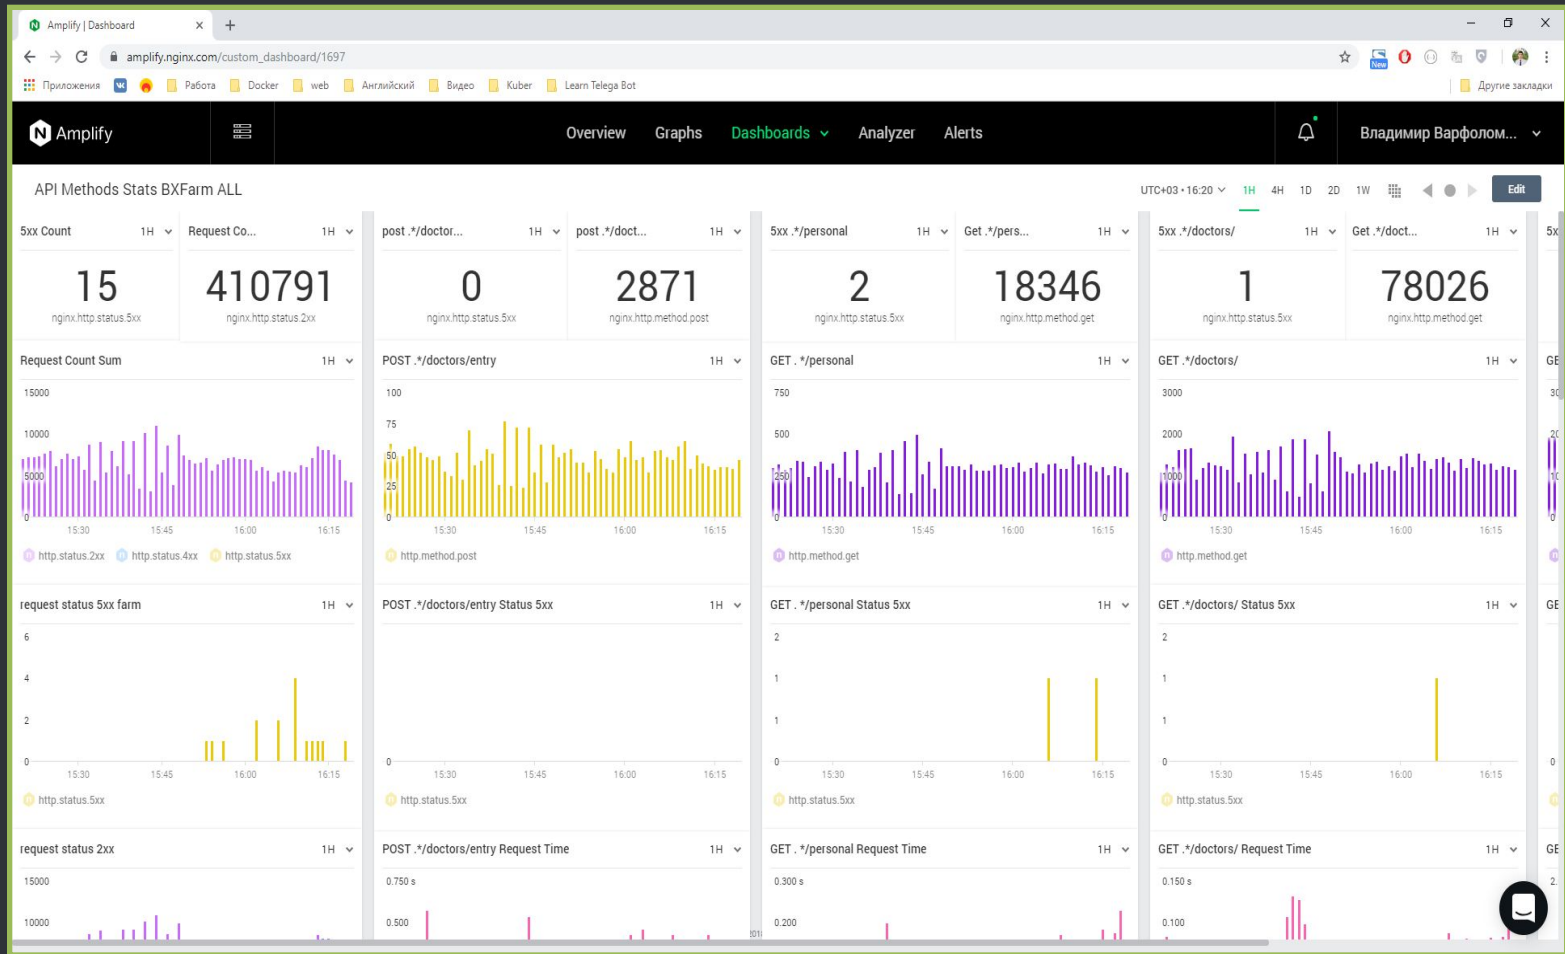 Amplify | Dashboard
amplify.nginx.com/custom_dashboard/1697
New
Приложения Работа Docker web Английский Видео Kuber Learn Telega Bot Другие закладки
N Amplify Overview Graphs Dashboards Analyzer Alerts Владимир Варфолом...
API Methods Stats BXFarm ALL UTC+03 • 16:20 1H 4H 1D 2D 1W Edit
5xx Count 1H Request Co... 1H post .*/doctor... 1H post .*/doct... 1H 5xx .*/personal 1H Get .*/pers... 1H 5xx .*/doctors/ 1H Get .*/doct... 1H 5x
15 410791 0 2871 2 18346 1 78026
nginx.http.status.5xx nginx.http.status.2xx nginx.http.status.5xx nginx.http.method.post nginx.http.status.5xx nginx.http.method.get nginx.http.status.5xx nginx.http.method.get
Request Count Sum 1H POST .*/doctors/entry 1H GET . */personal 1H GET .*/doctors/ 1H GE
15000 100 750 3000 30
75
10000 500 2000 20
50
5000 250 1000 10
25
0 0 0 0 0
15:30 15:45 16:00 16:15 15:30 15:45 16:00 16:15 15:30 15:45 16:00 16:15 15:30 15:45 16:00 16:15
http.status.2xx http.status.4xx http.status.5xx http.method.post http.method.get http.method.get
request status 5xx farm 1H POST .*/doctors/entry Status 5xx 1H GET . */personal Status 5xx 1H GET .*/doctors/ Status 5xx 1H GE
6 2 2
4 1 1
2 1 1
0 0 0 0 0
15:30 15:45 16:00 16:15 15:30 15:45 16:00 16:15 15:30 15:45 16:00 16:15 15:30 15:45 16:00 16:15
http.status.5xx http.status.5xx http.status.5xx http.status.5xx
request status 2xx 1H POST .*/doctors/entry Request Time 1H GET . */personal Request Time 1H GET .*/doctors/ Request Time 1H GE
15000 0.750 s 0.300 s 0.150 s 2.
10000 0.500 0.200 0.100